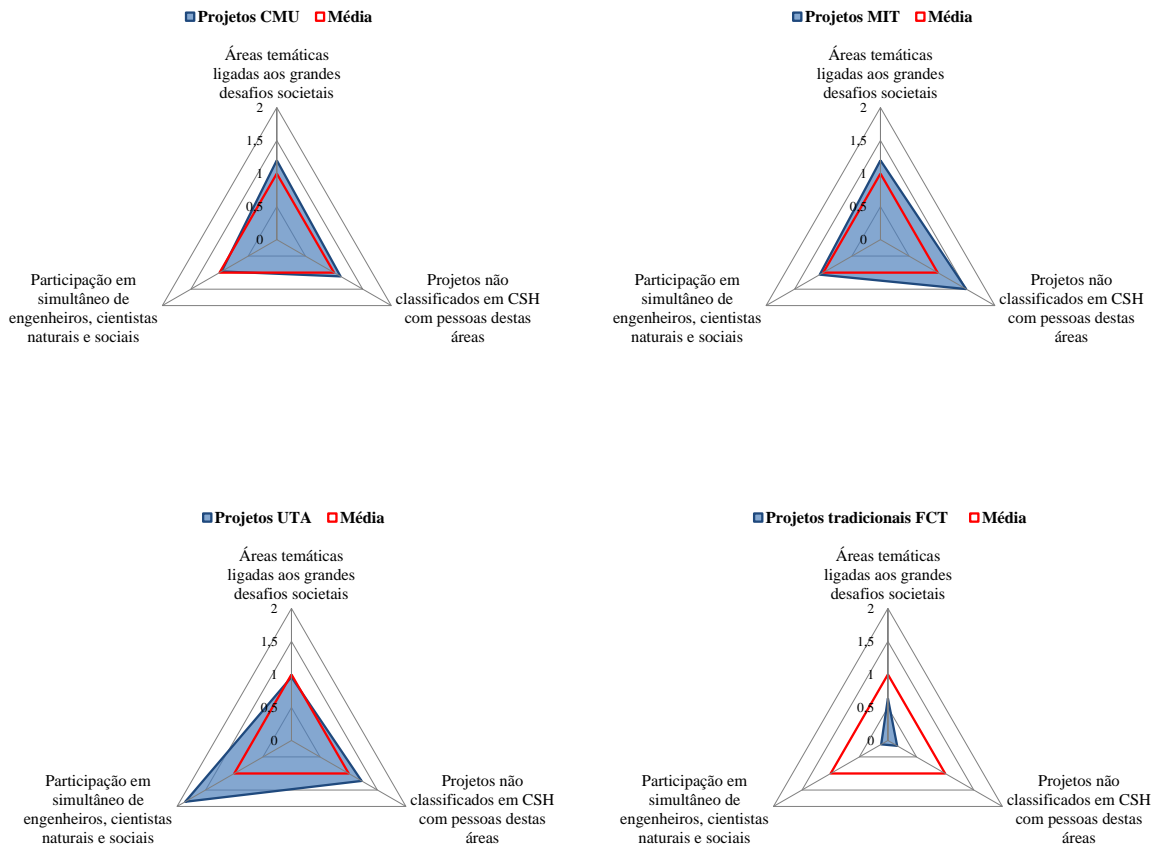 Projetos CMU Média
Áreas temáticas
ligadas aos grandes
desafios societais
2
1,5
1
0,5
0
Participação em
simultâneo de
engenheiros, cientistas
naturais e sociais
Projetos não
classificados em CSH
com pessoas destas
áreas
Projetos MIT Média
Áreas temáticas
ligadas aos grandes
desafios societais
2
1,5
1
0,5
0
Participação em
simultâneo de
engenheiros, cientistas
naturais e sociais
Projetos não
classificados em CSH
com pessoas destas
áreas
Projetos UTA Média
Áreas temáticas
ligadas aos grandes
desafios societais
2
1,5
1
0,5
0
Participação em
simultâneo de
engenheiros, cientistas
naturais e sociais
Projetos não
classificados em CSH
com pessoas destas
áreas
Projetos tradicionais FCT Média
Áreas temáticas
ligadas aos grandes
desafios societais
2
1,5
1
0,5
0
Participação em
simultâneo de
engenheiros, cientistas
naturais e sociais
Projetos não
classificados em CSH
com pessoas destas
áreas